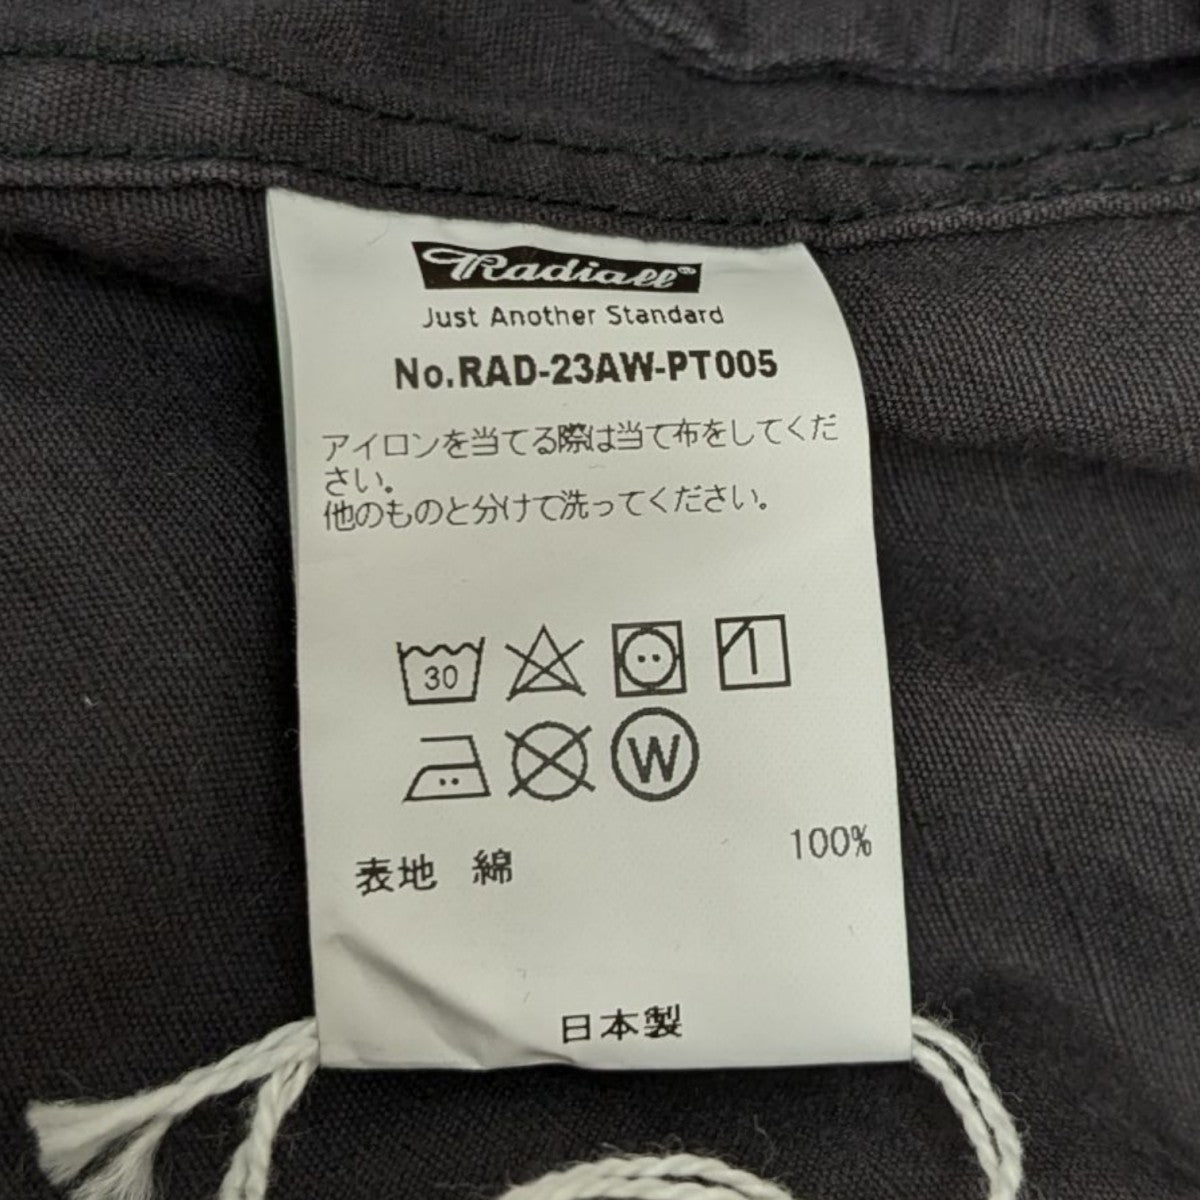 Radiall®
Just Another Standard
No.RAD-23AW-PT005
アイロンを当てる際は当て布をしてくだ
さい。
他のものと分けて洗ってください。
30
W
表地 綿 100%
日本製